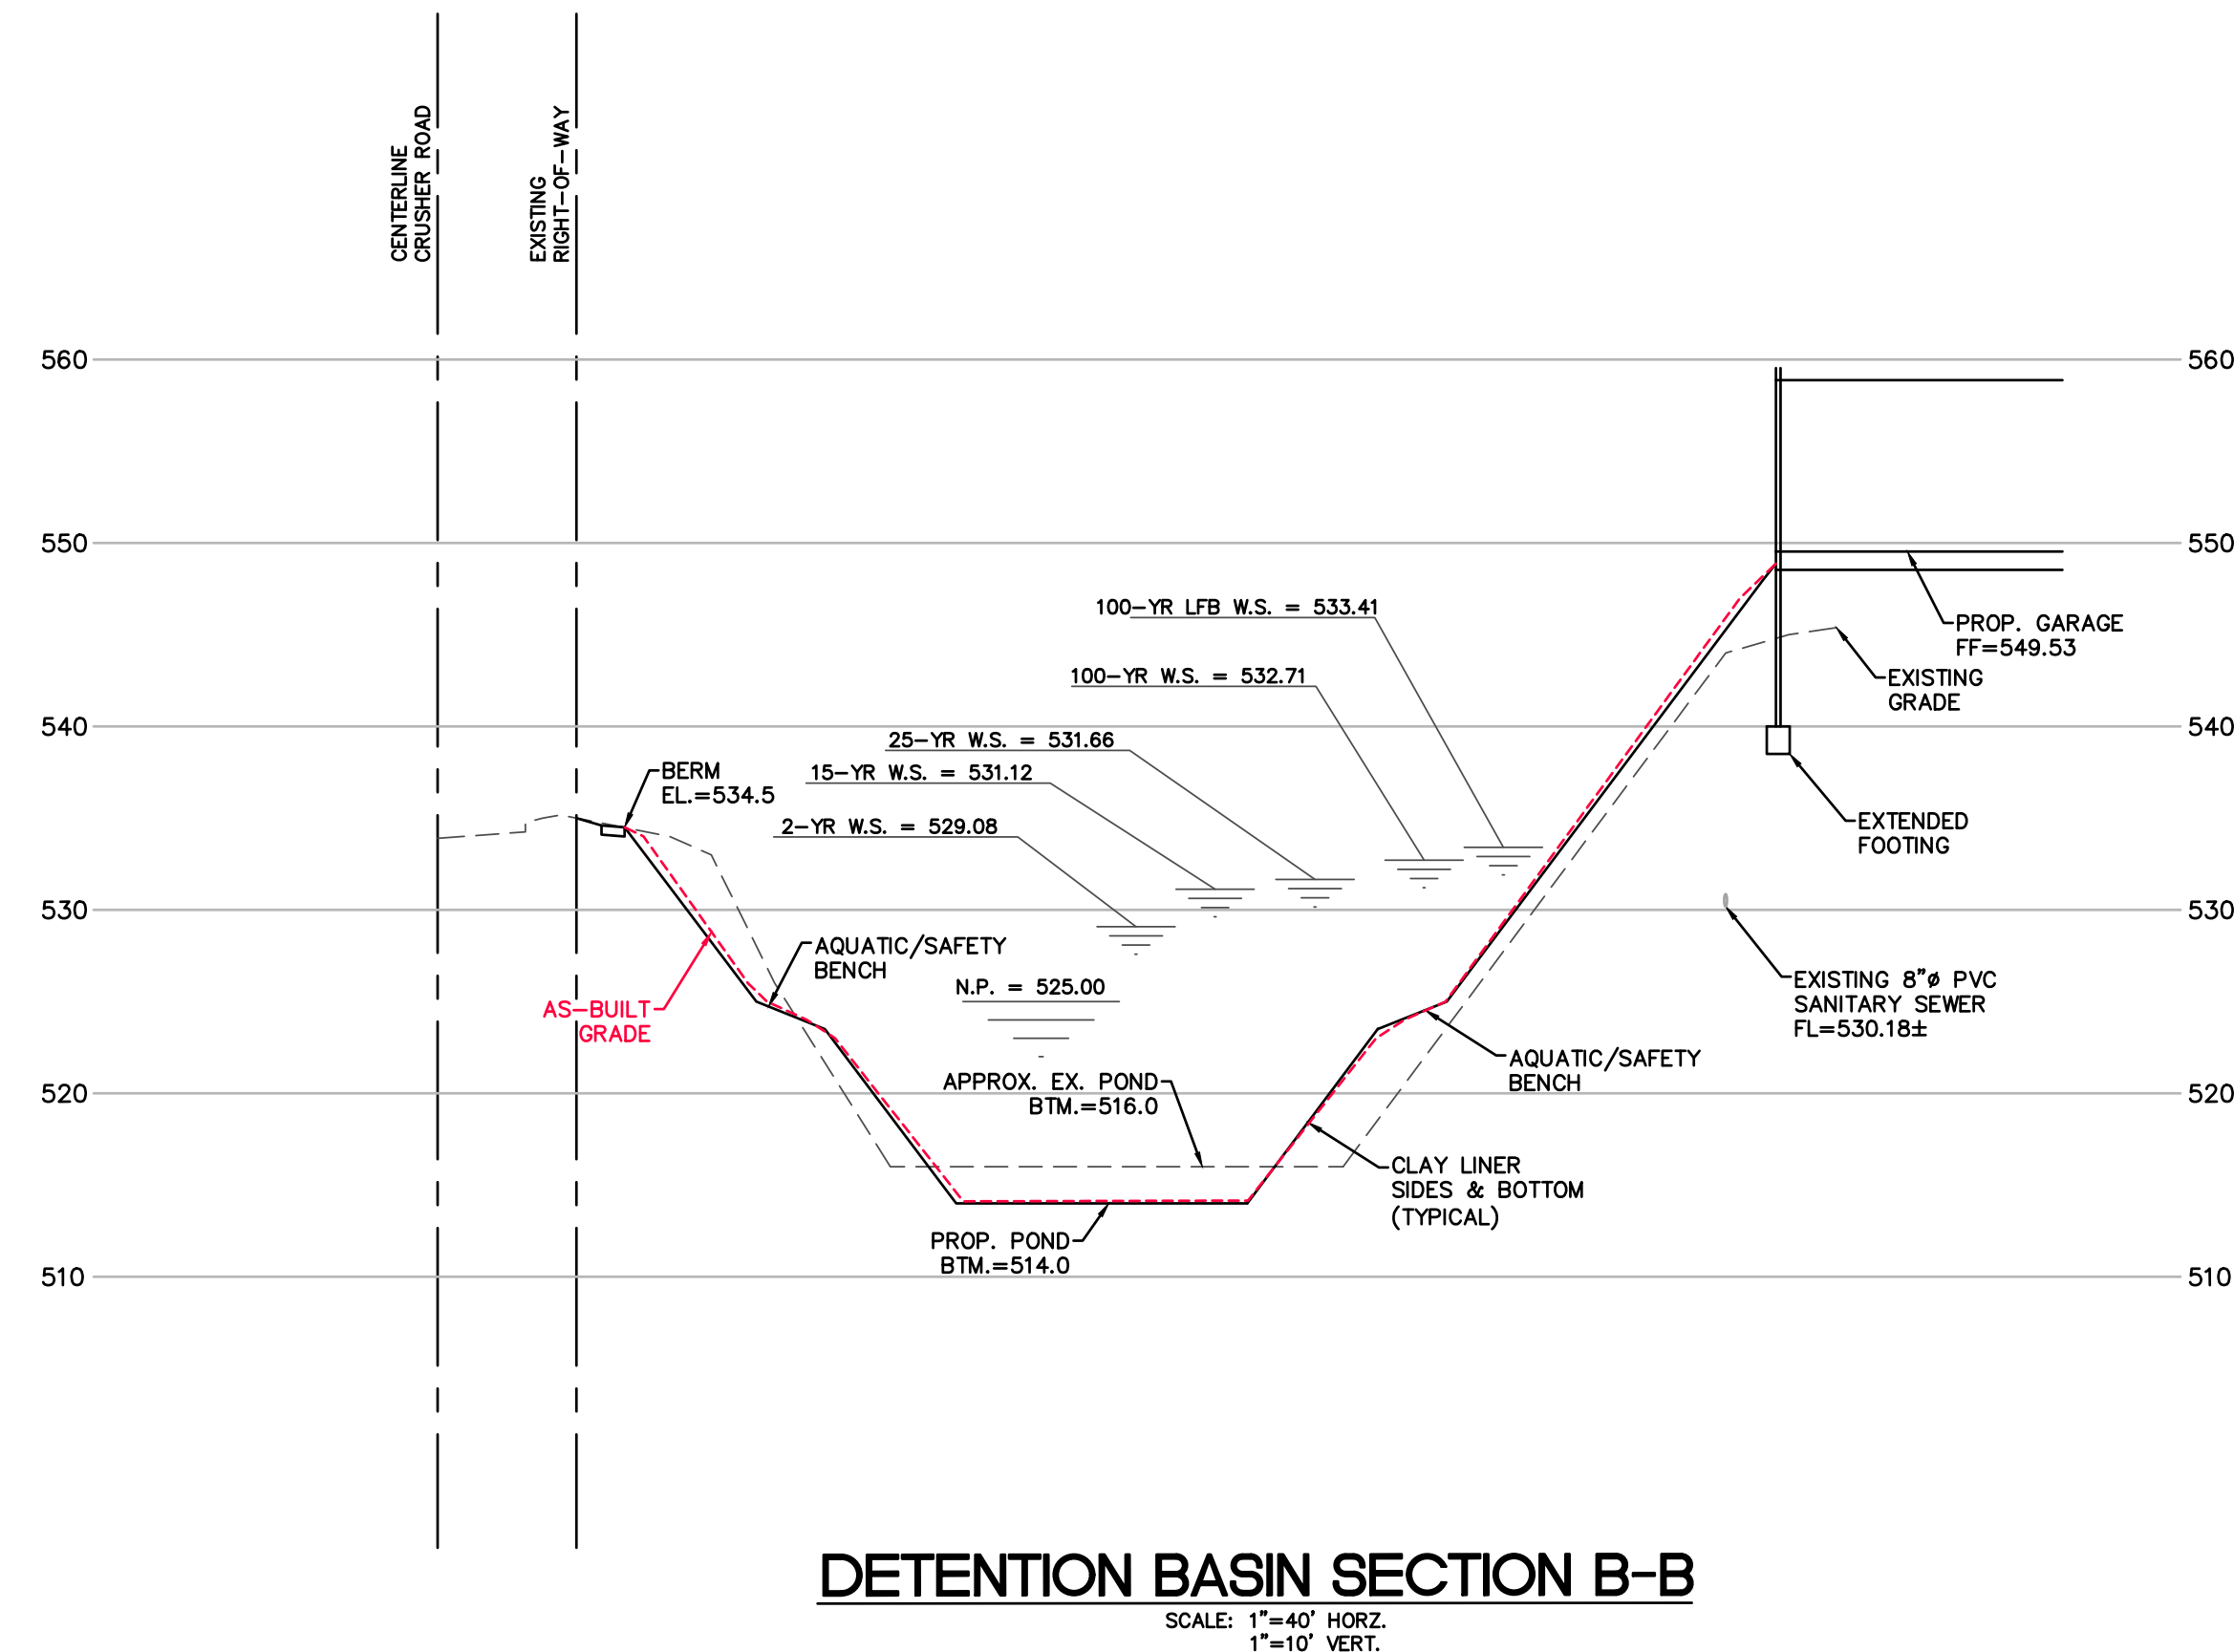 CENTERLINE
CRUSHER ROAD
EXISTING
RIGHT-OF-WAY
560
560
550
550
540
540
530
530
520
520
510
510
100-YR LFB W.S. = 533.41
100-YR W.S. = 532.71
25-YR W.S. = 531.66
15-YR W.S. = 531.12
2-YR W.S. = 529.08
N.P. = 525.00
BERM
EL.=534.5
AQUATIC/SAFETY
BENCH
AS-BUILT
GRADE
APPROX. EX. POND
BTM.=516.0
PROP. POND
BTM.=514.0
PROP. GARAGE
FF=549.53
EXISTING
GRADE
EXTENDED
FOOTING
EXISTING 8"ø PVC
SANITARY SEWER
FL=530.18±
AQUATIC/SAFETY
BENCH
CLAY LINER
SIDES & BOTTOM
(TYPICAL)
DETENTION BASIN SECTION B-B
SCALE: 1"=40' HORZ.
1"=10' VERT.